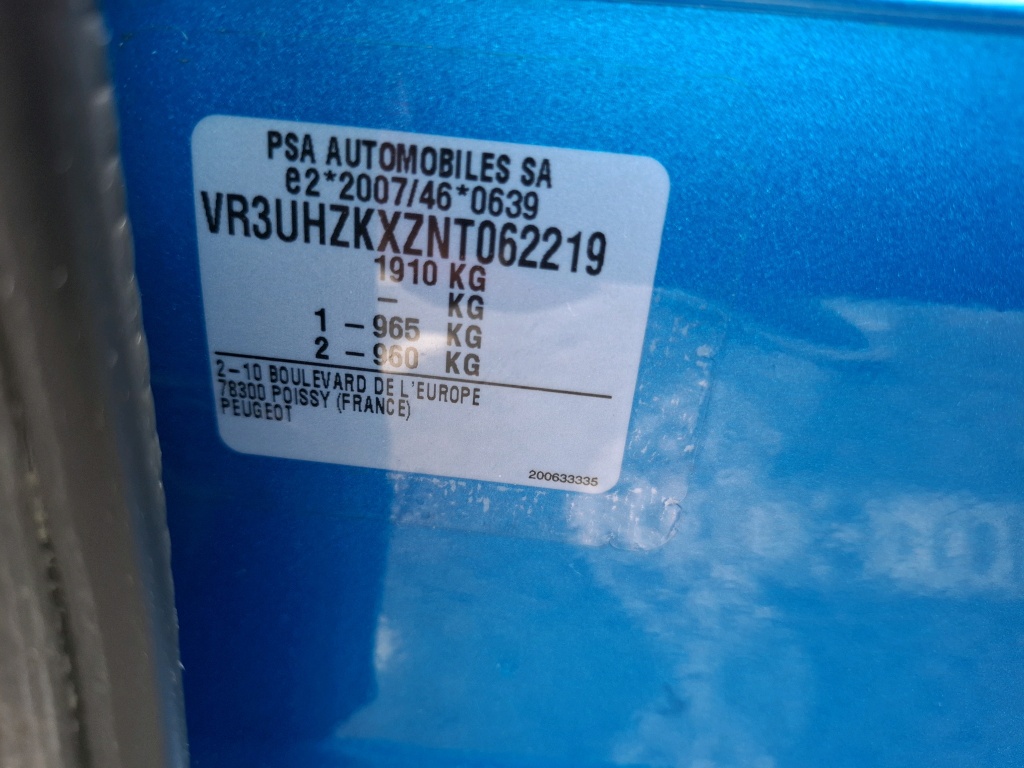 PSA AUTOMOBILES SA
e2*2007/46*0639
VR3UHZKXZNT062219
1910 KG
– KG
1 – 965 KG
2 – 960 KG
2–10 BOULEVARD DE L'EUROPE
78300 POISSY (FRANCE)
PEUGEOT
200633335